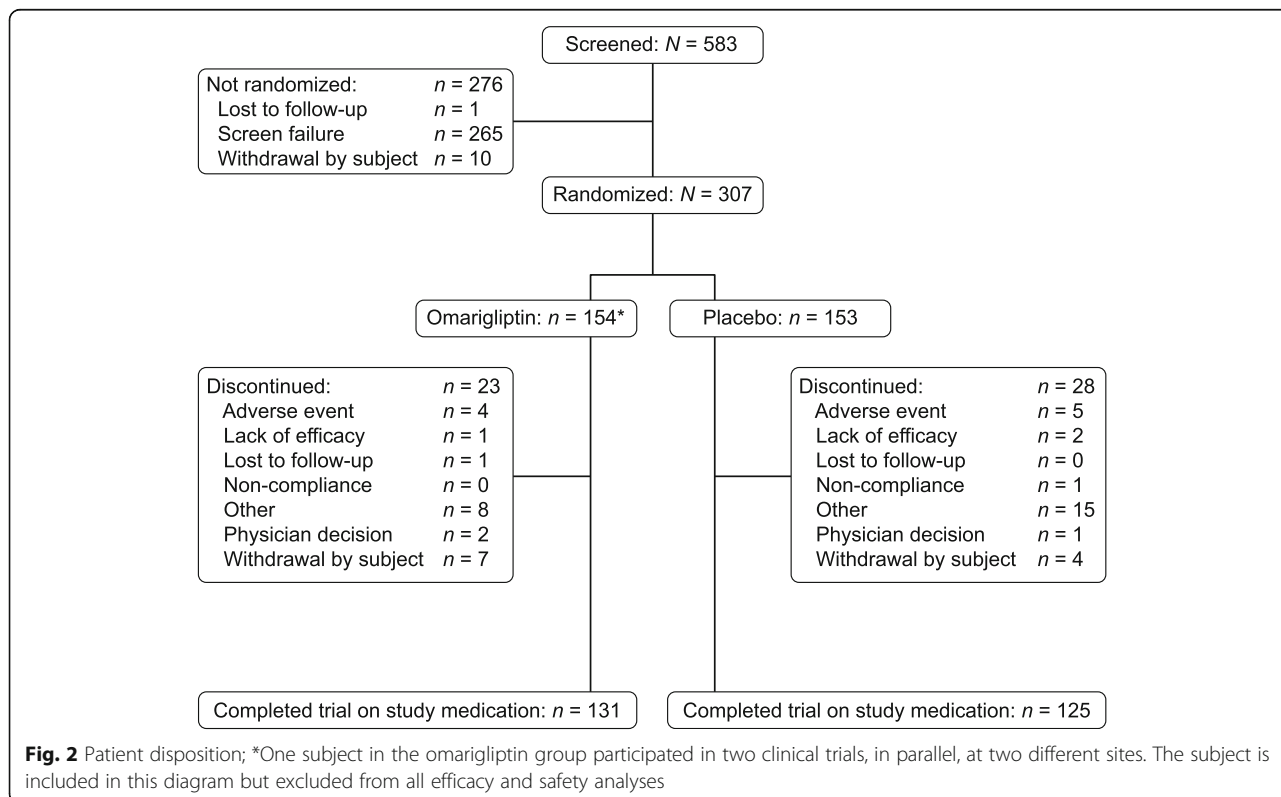 Screened: N = 583
Not randomized: n = 276
Lost to follow-up n = 1
Screen failure n = 265
Withdrawal by subject n = 10
Randomized: N = 307
Omarigliptin: n = 154*
Placebo: n = 153
Discontinued: n = 23
Adverse event n = 4
Lack of efficacy n = 1
Lost to follow-up n = 1
Non-compliance n = 0
Other n = 8
Physician decision n = 2
Withdrawal by subject n = 7
Discontinued: n = 28
Adverse event n = 5
Lack of efficacy n = 2
Lost to follow-up n = 0
Non-compliance n = 1
Other n = 15
Physician decision n = 1
Withdrawal by subject n = 4
Completed trial on study medication: n = 131
Completed trial on study medication: n = 125
Fig. 2 Patient disposition; *One subject in the omarigliptin group participated in two clinical trials, in parallel, at two different sites. The subject is
included in this diagram but excluded from all efficacy and safety analyses